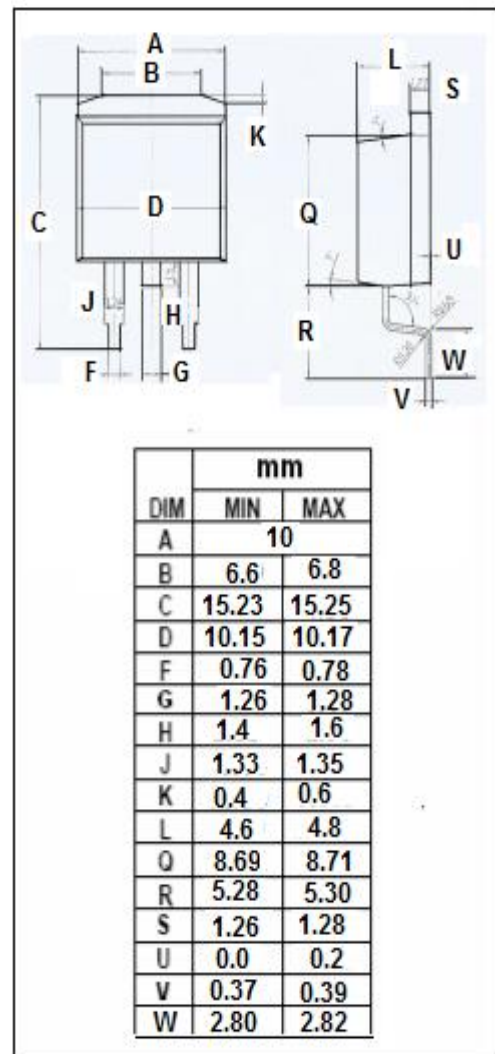 A
B
L
S
K
C
D
Q
U
J
H
R
F
G
V
W
mm
DIM MIN MAX
A 10
B 6.6 6.8
C 15.23 15.25
D 10.15 10.17
F 0.76 0.78
G 1.26 1.28
H 1.4 1.6
J 1.33 1.35
K 0.4 0.6
L 4.6 4.8
Q 8.69 8.71
R 5.28 5.30
S 1.26 1.28
U 0.0 0.2
V 0.37 0.39
W 2.80 2.82